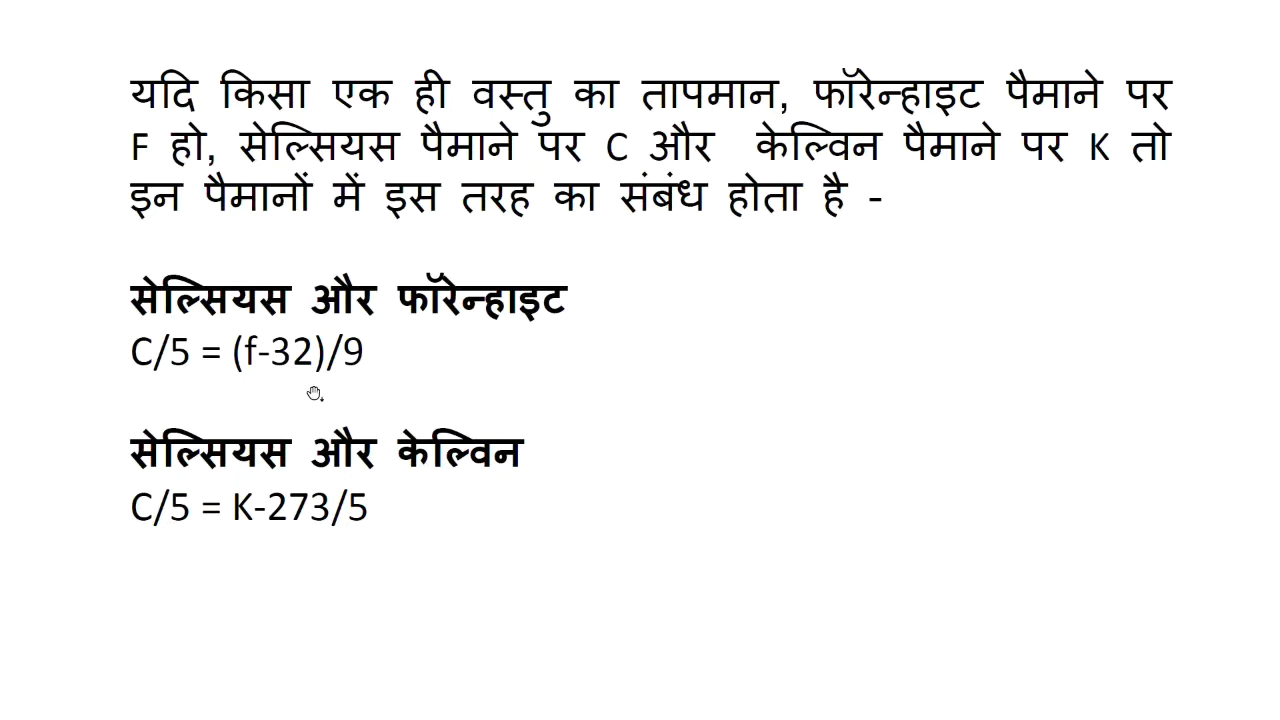 यदि किसा एक ही वस्तु का तापमान, फॉरेन्हाइट पैमाने पर
F हो, सेल्सियस पैमाने पर C और केल्विन पैमाने पर K तो
इन पैमानों में इस तरह का संबंध होता है -
सेल्सियस और फॉरेन्हाइट
C/5 = (f-32)/9
सेल्सियस और केल्विन
C/5 = K-273/5